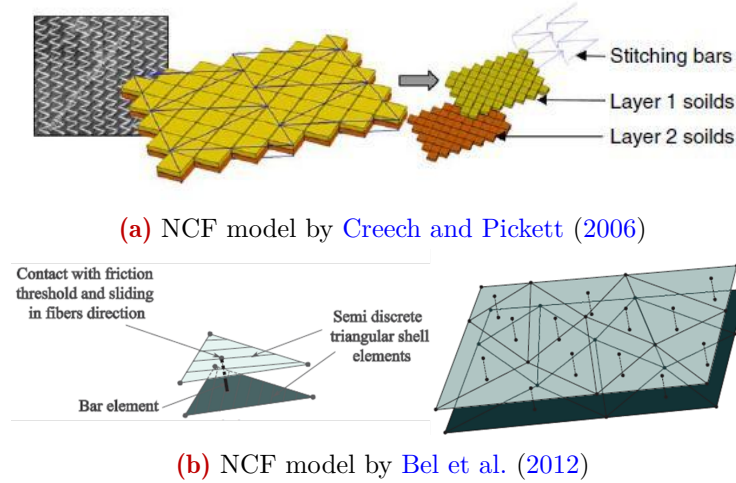 Stitching bars
Layer 1 soilds
Layer 2 soilds
(a) NCF model by Creech and Pickett (2006)
Contact with friction
threshold and sliding
in fibers direction
Semi discrete
triangular shell
elements
Bar element
(b) NCF model by Bel et al. (2012)